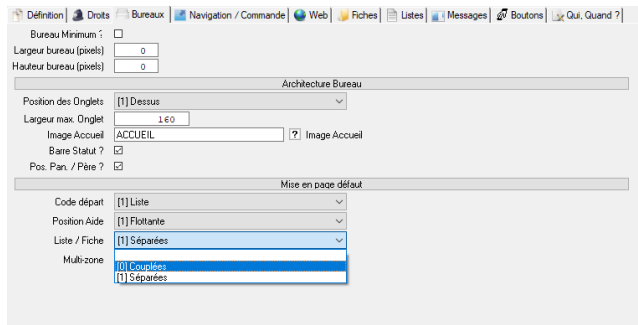 Définition Droits Bureaux Navigation / Commande Web Fiches Listes Messages Boutons Qui, Quand ?
Bureau Minimum ?
Largeur bureau (pixels) 0
Hauteur bureau (pixels) 0
Architecture Bureau
Position des Onglets [1] Dessus
Largeur max. Onglet 160
Image Accueil ACCUEIL ? Image Accueil
Barre Statut ?
Pos. Pan. / Père ?
Mise en page défaut
Code départ [1] Liste
Position Aide [1] Flottante
Liste / Fiche [1] Séparées
Multi-zone
[0] Couplées
[1] Séparées